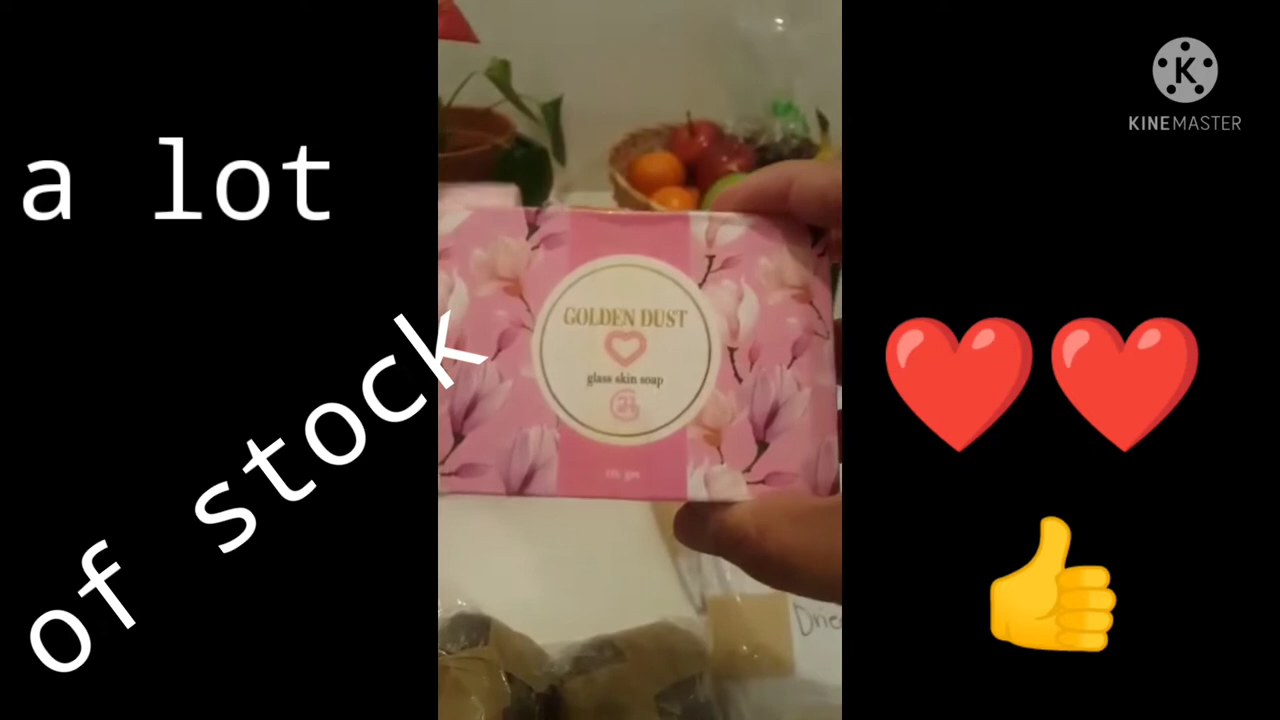 a lot
of stock
KINEMASTER
GOLDEN DUST
glass skin soap